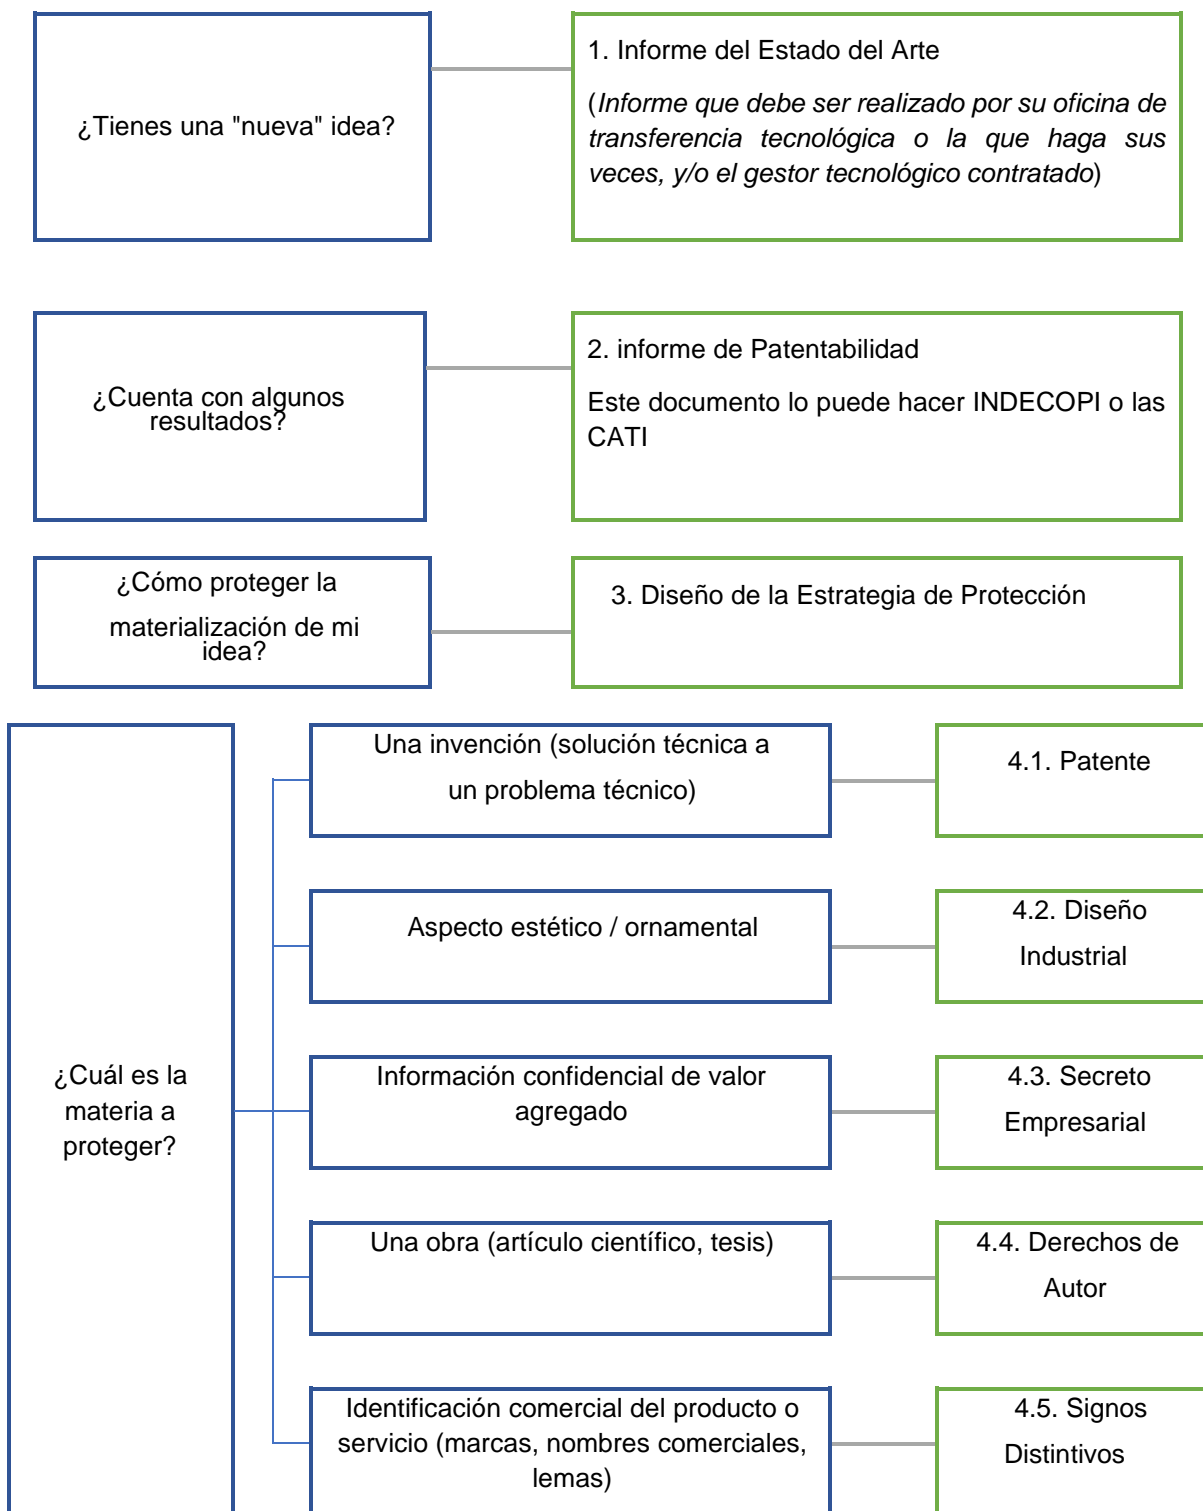 ¿Tienes una "nueva" idea?
1. Informe del Estado del Arte
(Informe que debe ser realizado por su oficina de
transferencia tecnológica o la que haga sus
veces, y/o el gestor tecnológico contratado)
¿Cuenta con algunos
resultados?
2. informe de Patentabilidad
Este documento lo puede hacer INDECOPI o las
CATI
¿Cómo proteger la
materialización de mi
idea?
3. Diseño de la Estrategia de Protección
¿Cuál es la
materia a
proteger?
Una invención (solución técnica a
un problema técnico)
4.1. Patente
Aspecto estético / ornamental
4.2. Diseño
Industrial
Información confidencial de valor
agregado
4.3. Secreto
Empresarial
Una obra (artículo científico, tesis)
4.4. Derechos de
Autor
Identificación comercial del producto o
servicio (marcas, nombres comerciales,
lemas)
4.5. Signos
Distintivos